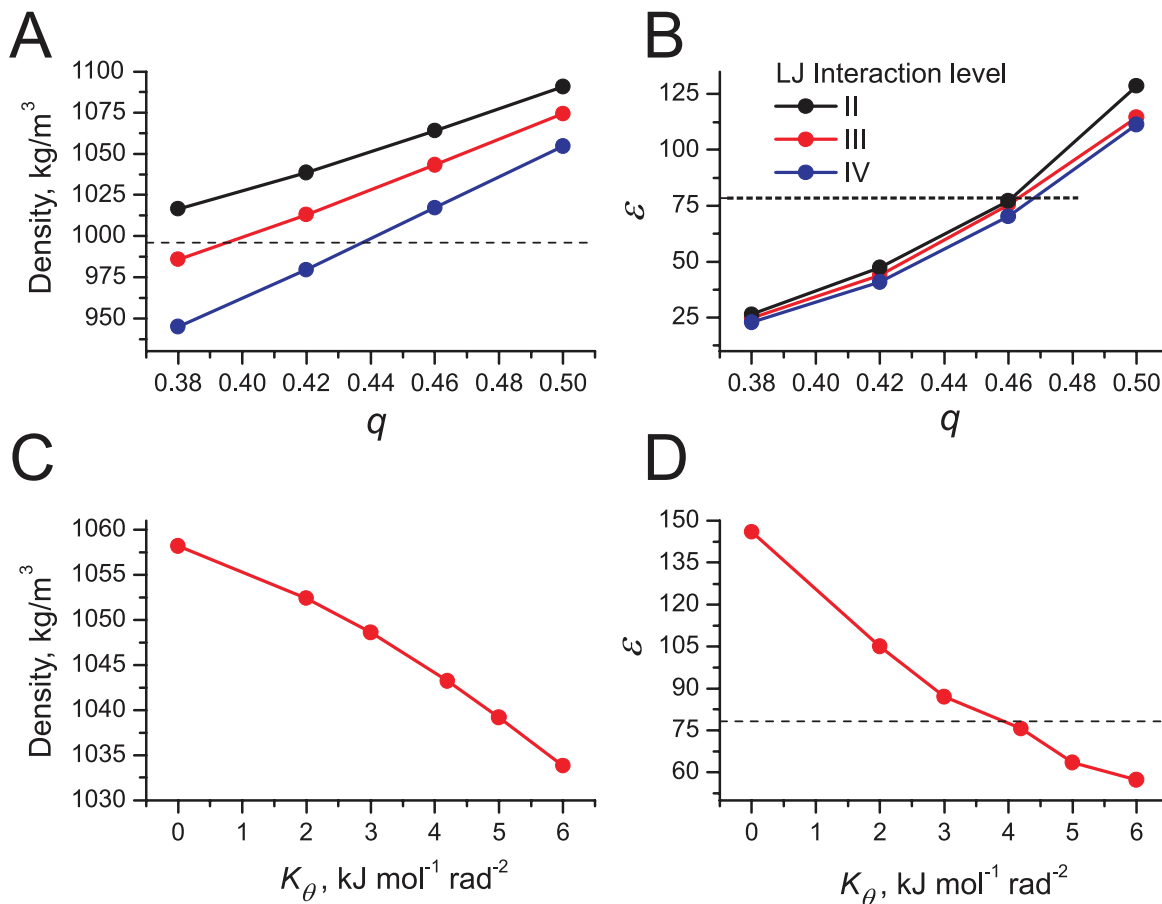 A
Density, kg/m³
1100
1075
1050
1025
1000
975
950
0.38 0.40 0.42 0.44 0.46 0.48 0.50
q
B
LJ Interaction level
II
III
IV
ε
125
100
75
50
25
0.38 0.40 0.42 0.44 0.46 0.48 0.50
q
C
Density, kg/m³
1060
1055
1050
1045
1040
1035
1030
0 1 2 3 4 5 6
K_θ, kJ mol⁻¹ rad⁻²
D
ε
150
135
120
105
90
75
60
0 1 2 3 4 5 6
K_θ, kJ mol⁻¹ rad⁻²